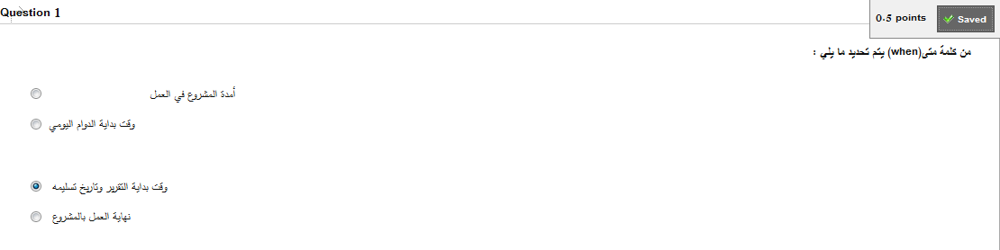 Question 1
0.5 points
Saved
من كلمة متى(when) يتم تحديد ما يلي :
أمدة المشروع في العمل
وقت بداية الدوام اليومي
وقت بداية التقرير وتاريخ تسليمه
نهاية العمل بالمشروع